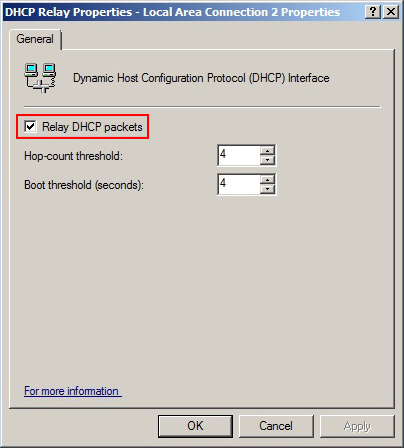 DHCP Relay Properties - Local Area Connection 2 Properties
General
Dynamic Host Configuration Protocol (DHCP) Interface
Relay DHCP packets
Hop-count threshold: 4
Boot threshold (seconds): 4
For more information
OK Cancel Apply